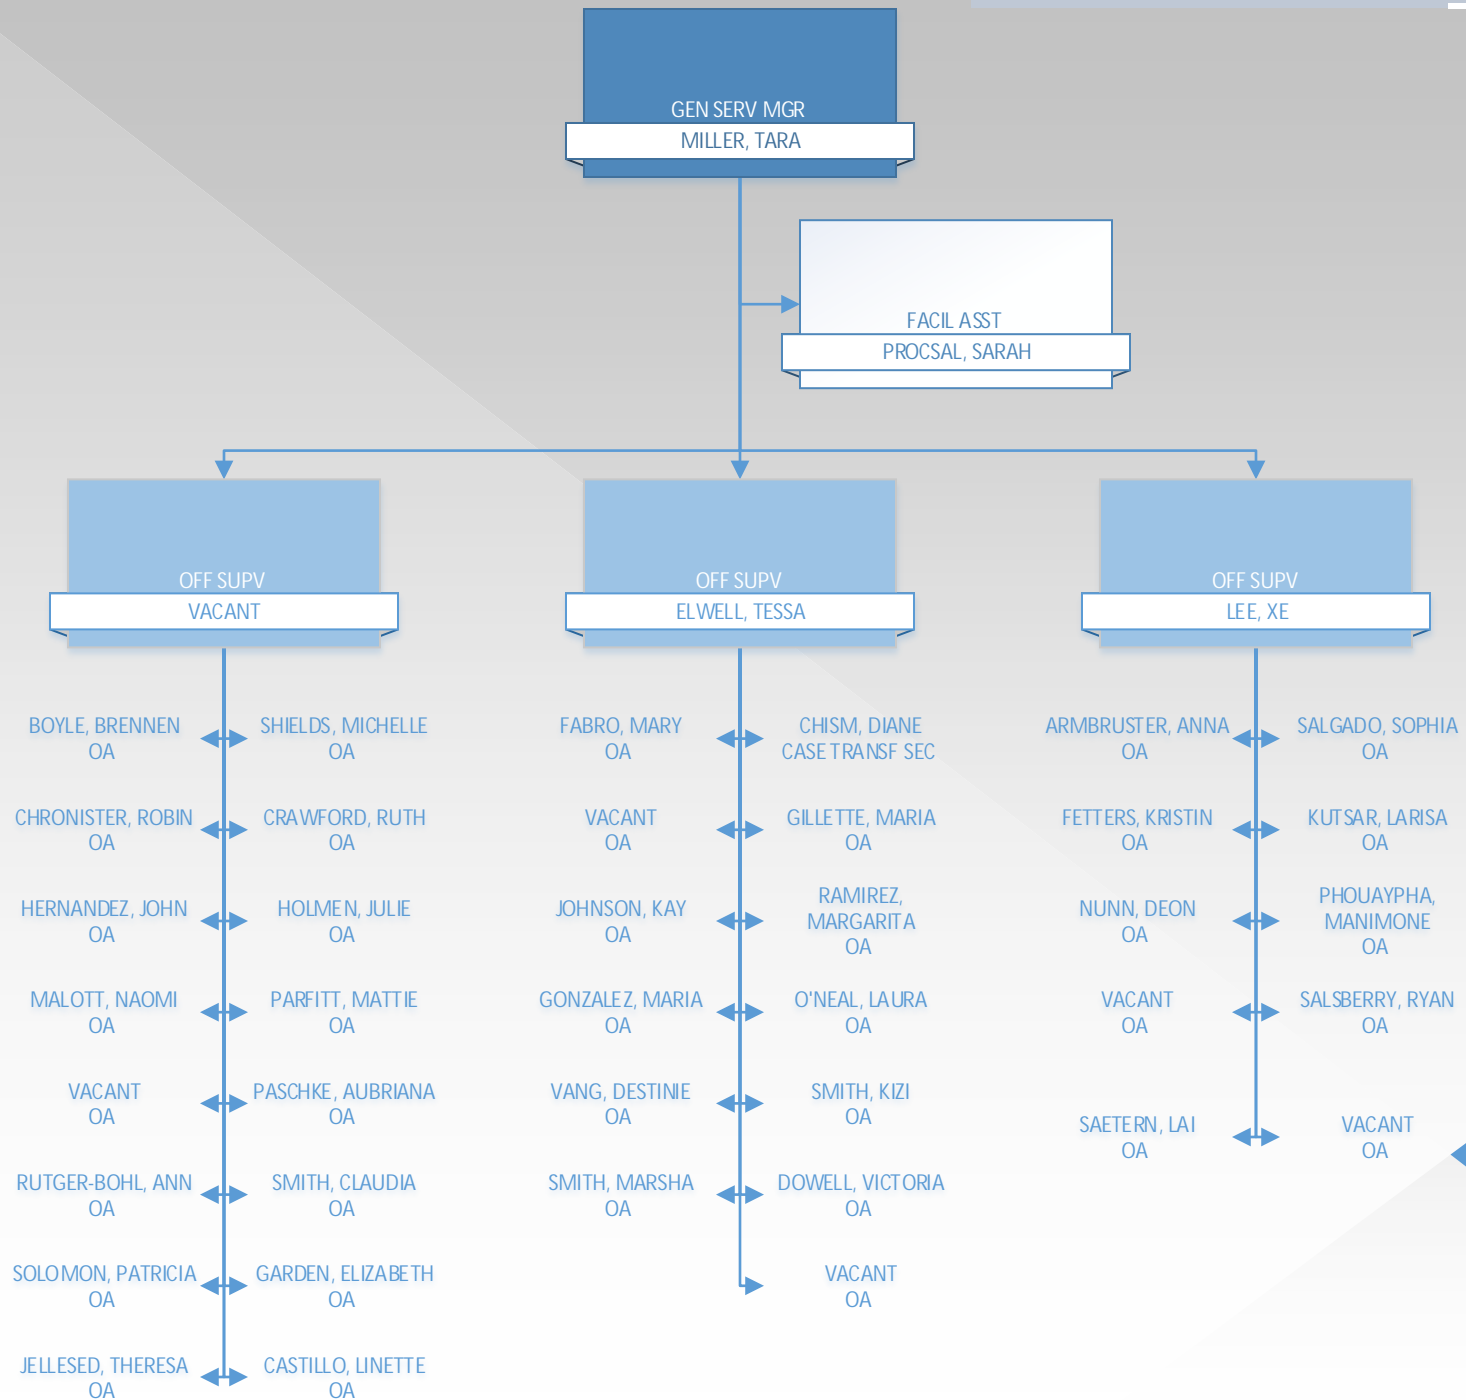 GEN SERV MGR
MILLER, TARA
FACIL ASST
PROCSAL, SARAH
OFF SUPV
VACANT
BOYLE, BRENNEN
OA
SHIELDS, MICHELLE
OA
CHRONISTER, ROBIN
OA
CRAWFORD, RUTH
OA
HERNANDEZ, JOHN
OA
HOLMEN, JULIE
OA
MALOTT, NAOMI
OA
PARFITT, MATTIE
OA
VACANT
OA
PASCHKE, AUBRIANA
OA
RUTGER-BOHL, ANN
OA
SMITH, CLAUDIA
OA
SOLOMON, PATRICIA
OA
GARDEN, ELIZABETH
OA
JELLESED, THERESA
OA
CASTILLO, LINETTE
OA
OFF SUPV
ELWELL, TESSA
FABRO, MARY
OA
CHISM, DIANE
CASE TRANSF SEC
VACANT
OA
GILLETTE, MARIA
OA
JOHNSON, KAY
OA
RAMIREZ,
MARGARITA
OA
GONZALEZ, MARIA
OA
O'NEAL, LAURA
OA
VANG, DESTINIE
OA
SMITH, KIZI
OA
SMITH, MARSHA
OA
DOWELL, VICTORIA
OA
VACANT
OA
OFF SUPV
LEE, XE
ARMBRUSTER, ANNA
OA
SALGADO, SOPHIA
OA
FETTERS, KRISTIN
OA
KUTSAR, LARISA
OA
NUNN, DEON
OA
PHOUAYPHA,
MANIMONE
OA
VACANT
OA
SALSBERRY, RYAN
OA
SAETERN, LAI
OA
VACANT
OA